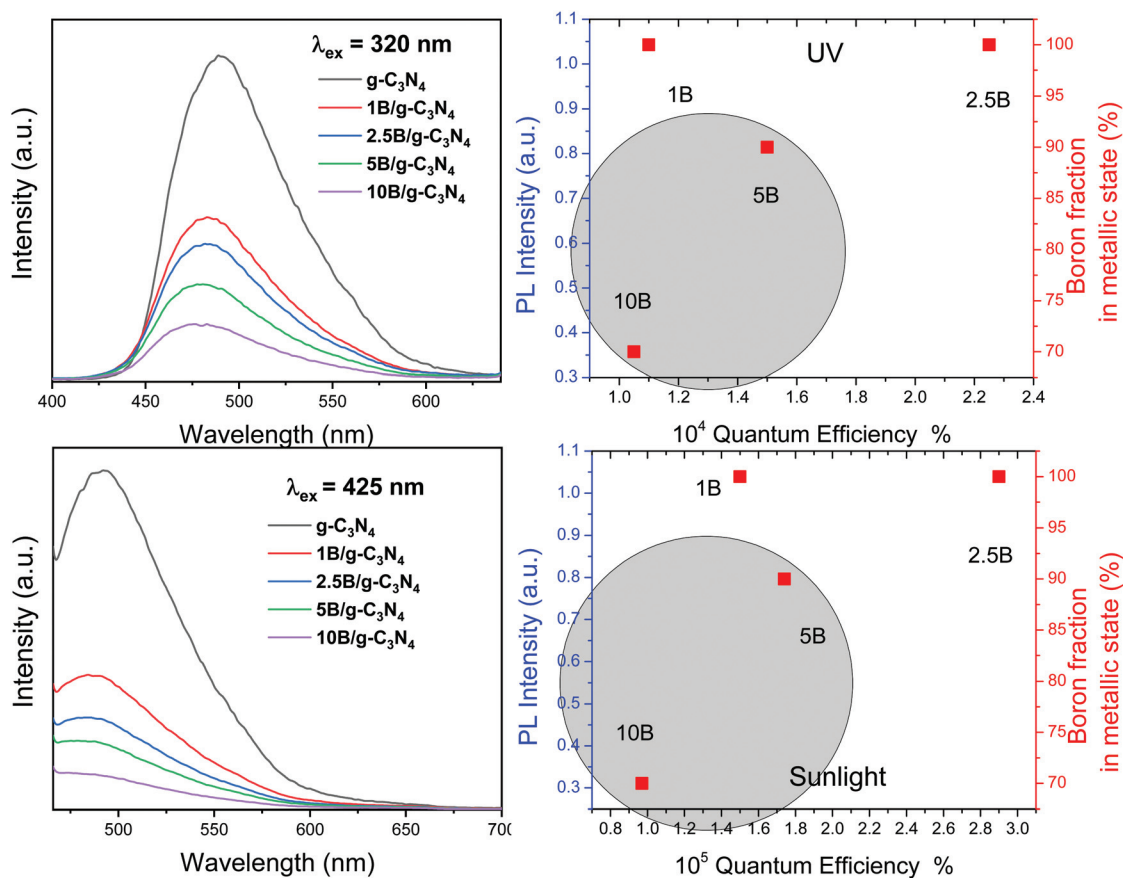 λex = 320 nm
g-C3N4
1B/g-C3N4
2.5B/g-C3N4
5B/g-C3N4
10B/g-C3N4
Intensity (a.u.)
400 450 500 550 600
Wavelength (nm)
UV
1B
2.5B
5B
10B
PL Intensity (a.u.)
1.1
1.0
0.9
0.8
0.7
0.6
0.5
0.4
0.3
Boron fraction
in metallic state (%)
100
95
90
85
80
75
70
1.0 1.2 1.4 1.6 1.8 2.0 2.2 2.4
10^4 Quantum Efficiency %
λex = 425 nm
g-C3N4
1B/g-C3N4
2.5B/g-C3N4
5B/g-C3N4
10B/g-C3N4
Intensity (a.u.)
500 550 600 650 700
Wavelength (nm)
1B
2.5B
5B
10B
Sunlight
PL Intensity (a.u.)
1.1
1.0
0.9
0.8
0.7
0.6
0.5
0.4
0.3
Boron fraction
in metallic state (%)
100
95
90
85
80
75
70
0.8 1.0 1.2 1.4 1.6 1.8 2.0 2.2 2.4 2.6 2.8 3.0
10^5 Quantum Efficiency %